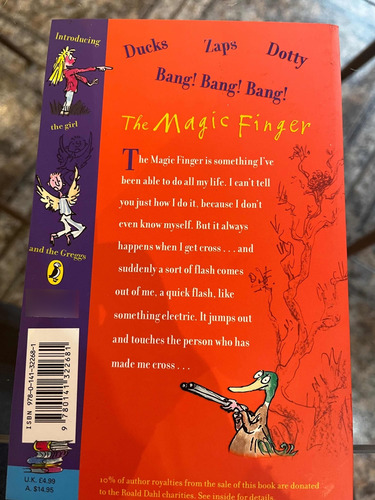 Introducing
the girl
and the Greggs
Ducks Zaps Dotty
Bang! Bang! Bang!
The Magic Finger
The Magic Finger is something I've
been able to do all my life. I can't tell
you just how I do it, because I don't
even know myself. But it always
happens when I get cross . . . and
suddenly a sort of flash comes
out of me, a quick flash, like
something electric. It jumps out
and touches the person who has
made me cross . . .
ISBN 978-0-141-32268-1
9 780141 322681
U.K. £4.99
A. $14.95
10% of author royalties from the sale of this book are donated
to the Roald Dahl charities. See inside for details.